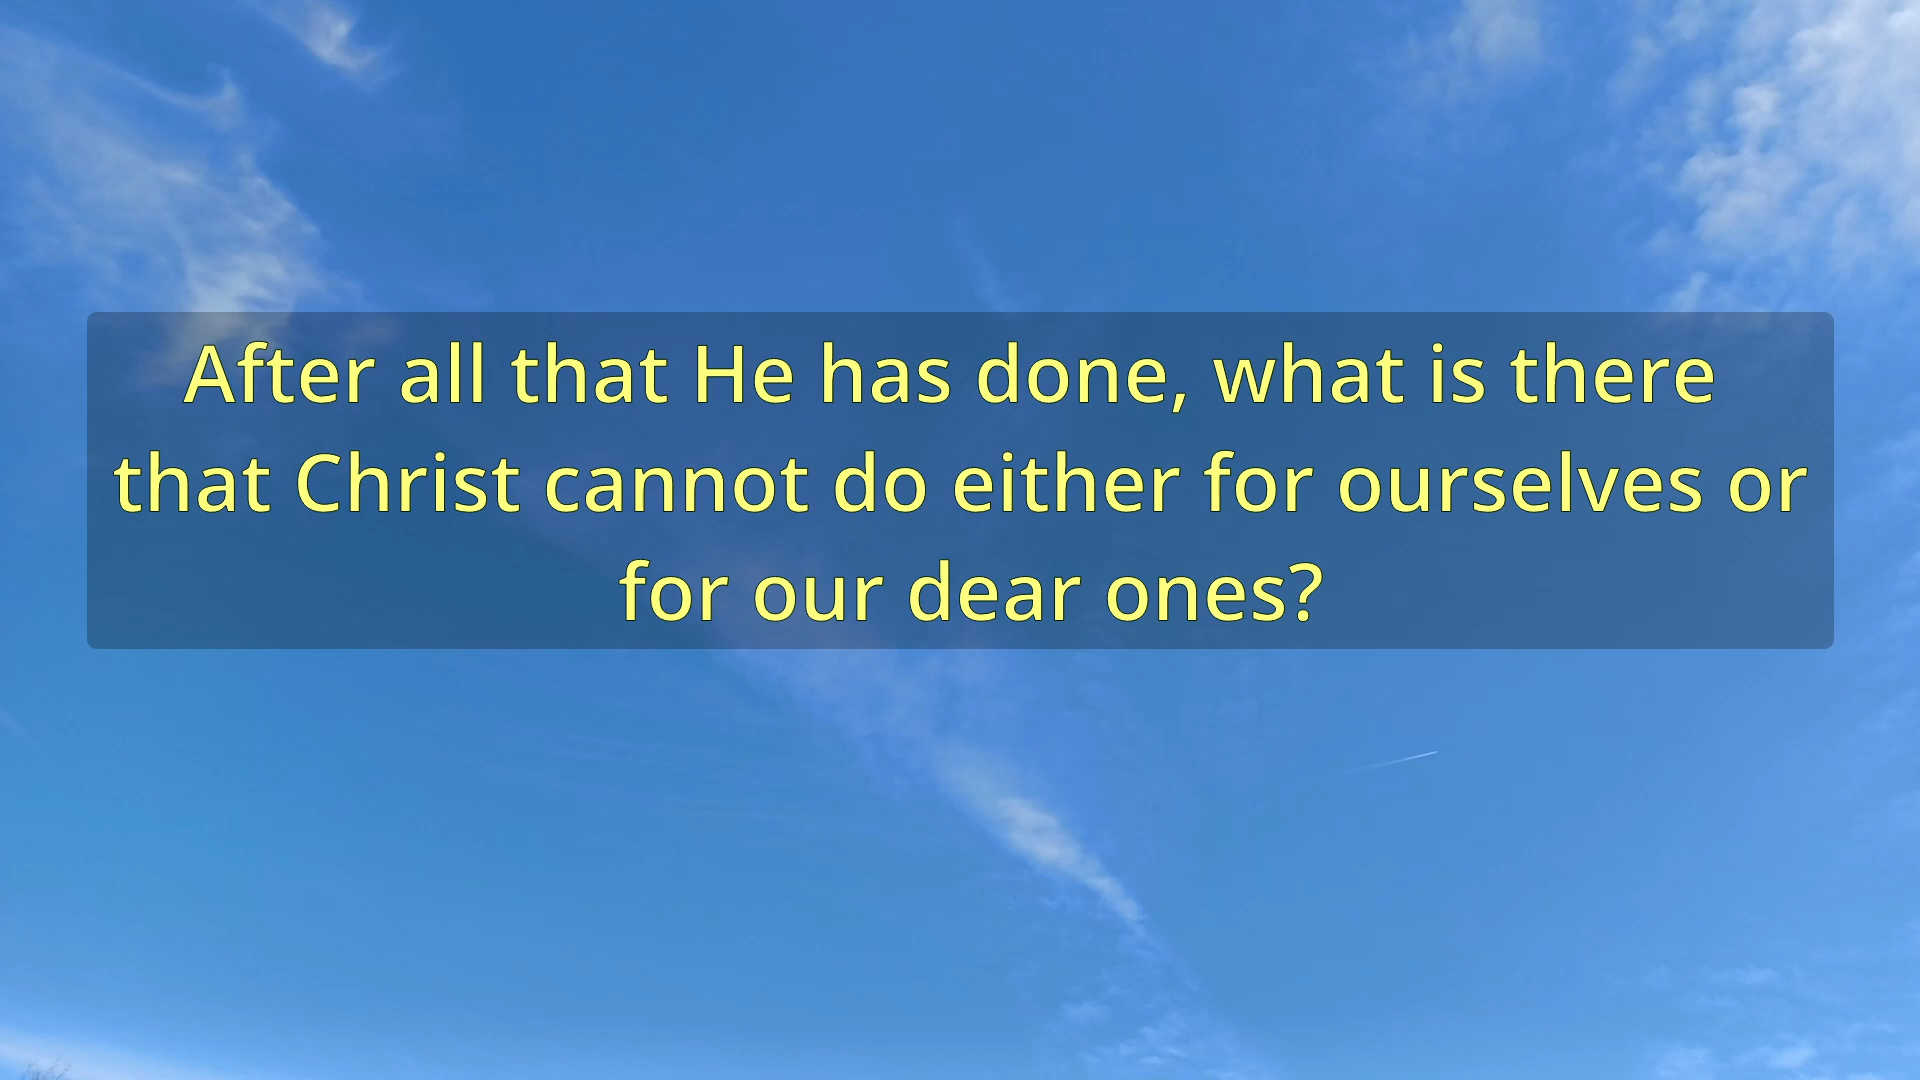 After all that He has done, what is there
that Christ cannot do either for ourselves or
for our dear ones?